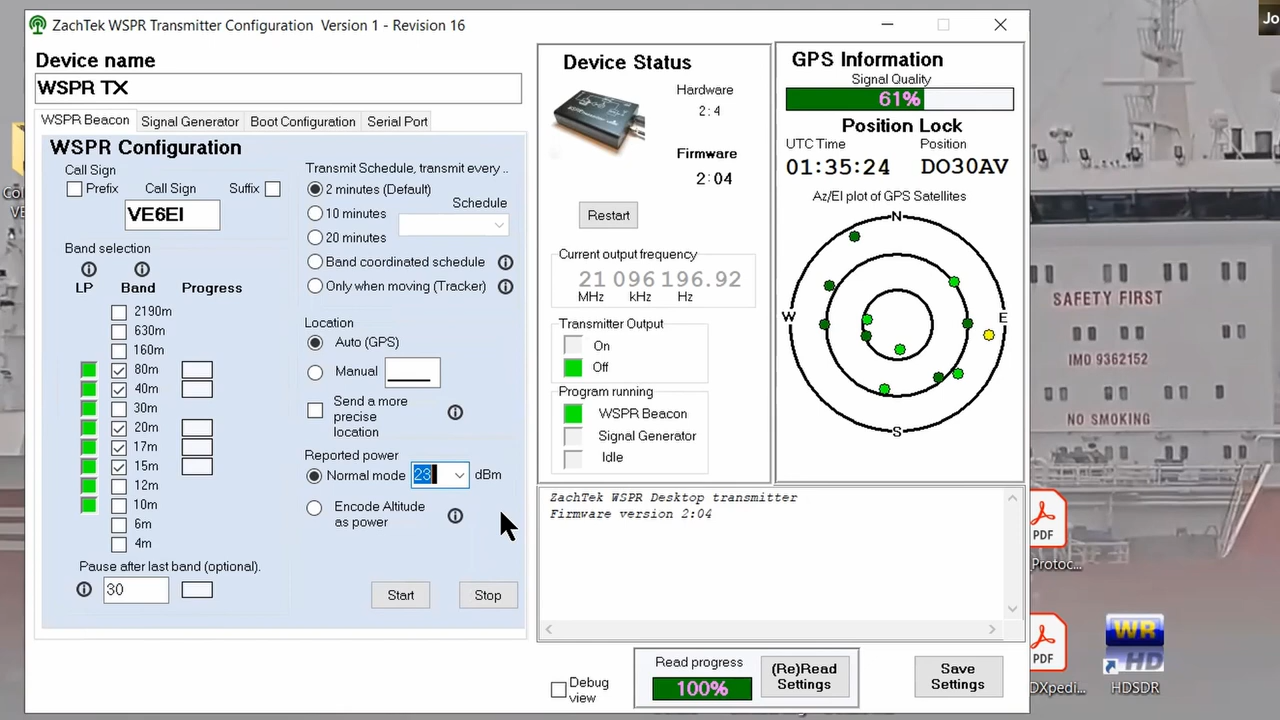 ZachTek WSPR Transmitter Configuration Version 1 - Revision 16
Jo
Device name
WSPR TX
WSPR Beacon
Signal Generator
Boot Configuration
Serial Port
WSPR Configuration
Call Sign
Prefix
Call Sign
Suffix
VE6EI
Band selection
LP
Band
Progress
2190m
630m
160m
80m
40m
30m
20m
17m
15m
12m
10m
6m
4m
Pause after last band (optional).
30
Transmit Schedule, transmit every ..
2 minutes (Default)
Schedule
10 minutes
20 minutes
Band coordinated schedule
Only when moving (Tracker)
Location
Auto (GPS)
Manual
Send a more
precise
location
Reported power
Normal mode
23
dBm
Encode Altitude
as power
Start
Stop
Device Status
Hardware
2:4
Firmware
2:04
Restart
Current output frequency
21 096 196.92
MHz kHz Hz
Transmitter Output
On
Off
Program running
WSPR Beacon
Signal Generator
Idle
GPS Information
Signal Quality
61%
Position Lock
UTC Time
Position
01:35:24
DO30AV
Az/El plot of GPS Satellites
N
W
E
S
ZachTek WSPR Desktop transmitter
Firmware version 2:04
Debug
view
Read progress
100%
(Re)Read
Settings
Save
Settings
SAFETY FIRST
IMO 9362152
NO SMOKING
PDF
Protoc...
PDF
DXpedi...
WR
HD
HDSDR